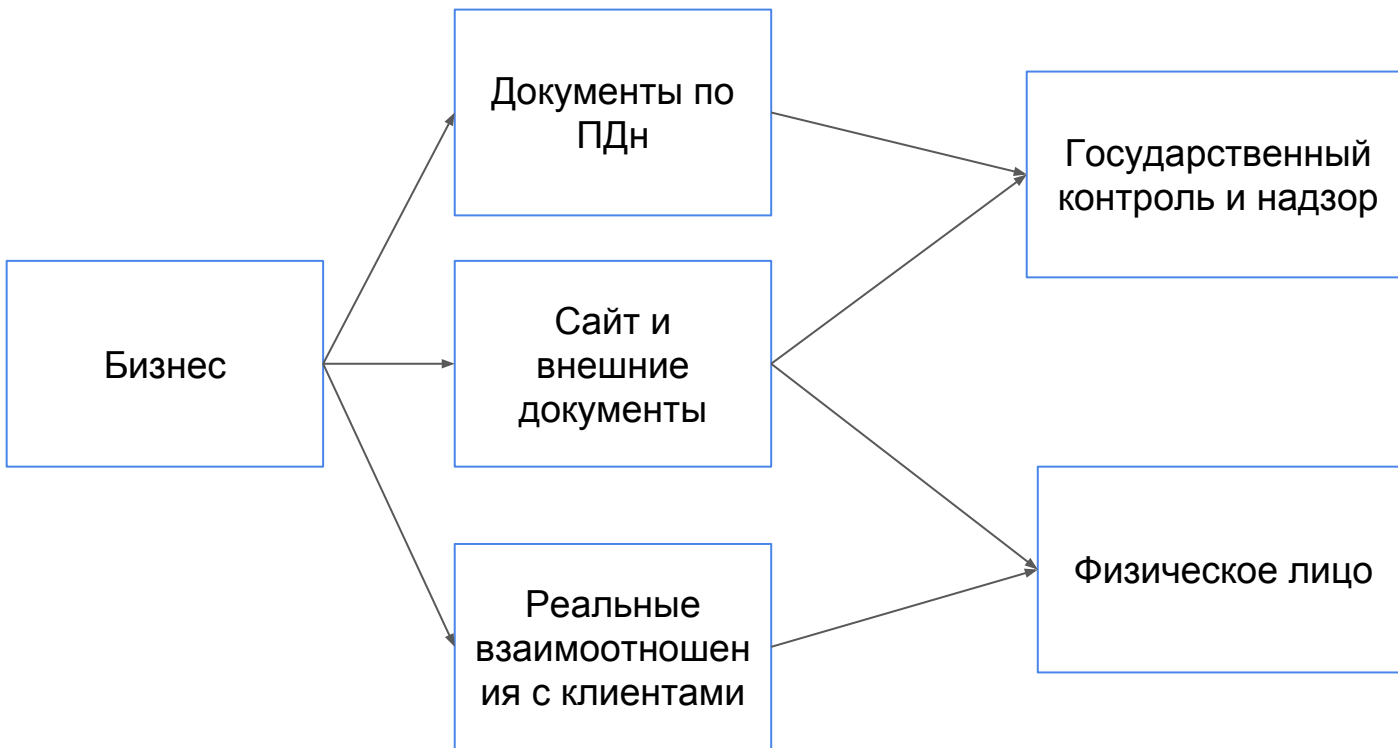 Документы по
ПДн
Государственный
контроль и надзор
Бизнес
Сайт и
внешние
документы
Физическое лицо
Реальные
взаимоотношен
ия с клиентами